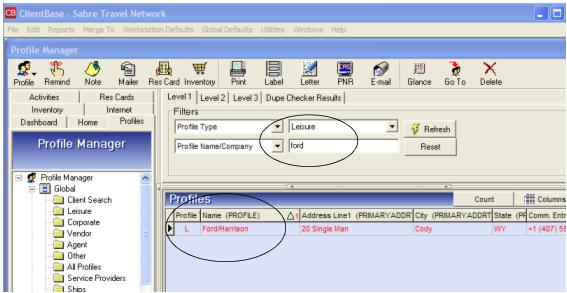 CB ClientBase - Sabre Travel Network
File Edit Reports Merge To Workstation Defaults Global Defaults Utilities Windows Help
Profile Manager
Profile Remind Note Mailer Res Card Inventory Print Label Letter PNR E-mail Glance Go To Delete
Activities Res Cards
Inventory Internet
Dashboard Home Profiles
Profile Manager
Profile Manager
Global
Client Search
Leisure
Corporate
Vendor
Agent
Other
All Profiles
Service Providers
Ships
Level 1 Level 2 Level 3 Dupe Checker Results
Filters
Profile Type Leisure Refresh
Profile Name/Company ford Reset
Profiles Count Columns
Profile Name (PROFILE) 1 Address Line1 (PRIMARYADDR City (PRIMARYADDRT State (PR Comm. Entr
L Ford/Harrison 20 Single Man Cody WY +1 (407) 55